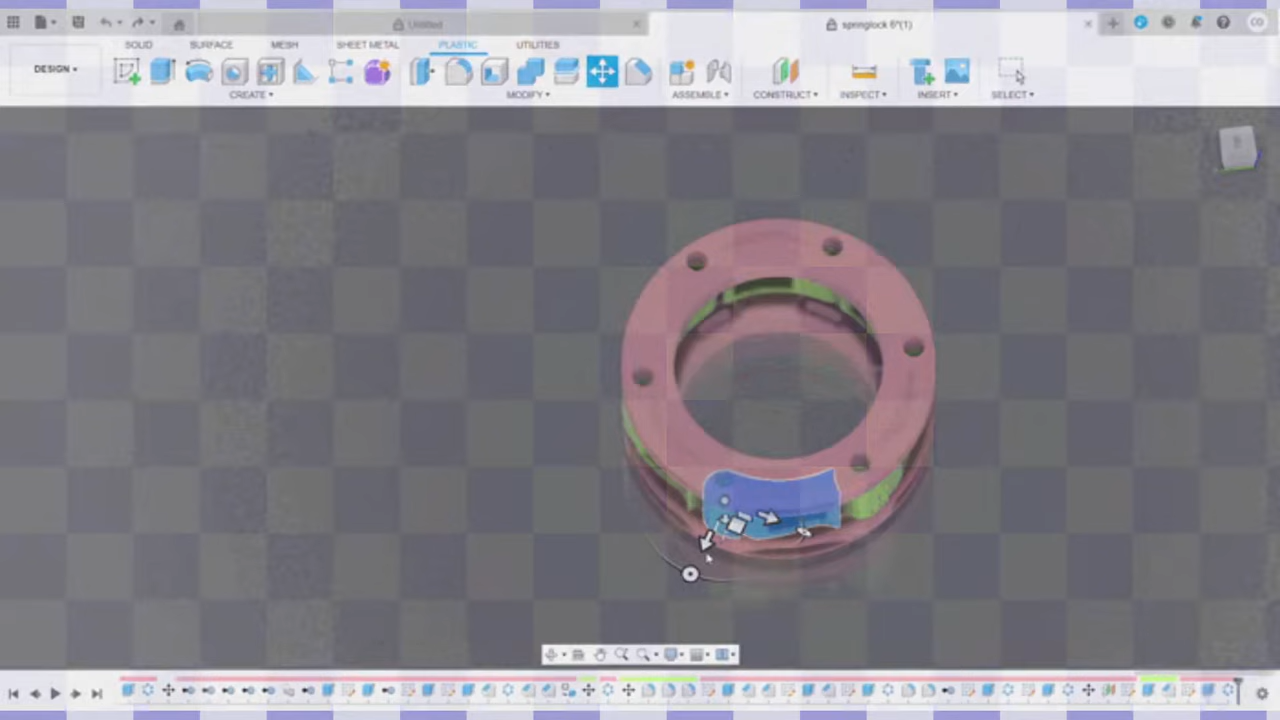 Untitled
springlock 6*(1)
SOLID SURFACE MESH SHEET METAL PLASTIC UTILITIES
DESIGN
CREATE MODIFY ASSEMBLE CONSTRUCT INSPECT INSERT SELECT